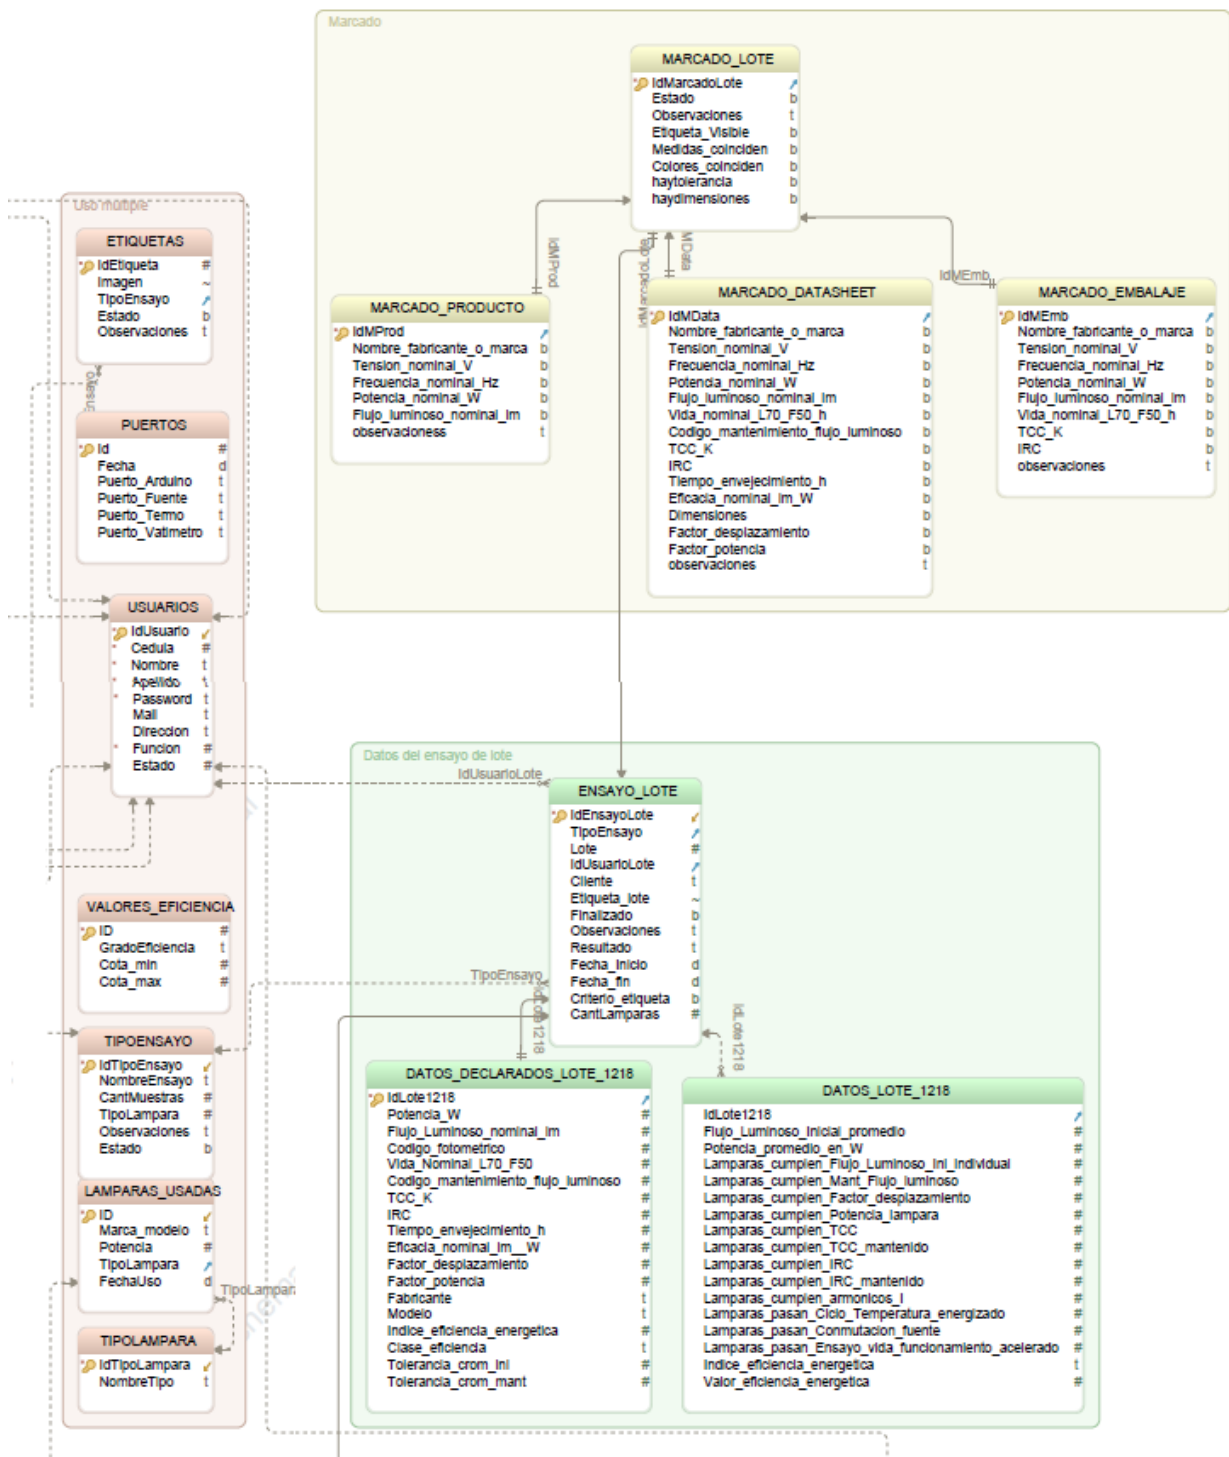 Marcado
MARCADO_LOTE
IdMarcadoLote
Estado b
Observaciones t
Etiqueta_Visible b
Medidas_coinciden b
Colores_coinciden b
haytolerancia b
haydimensiones b
IdMProd
IdMarcadoLote
MData
IdMEmb
MARCADO_PRODUCTO
IdMProd
Nombre_fabricante_o_marca b
Tension_nominal_V b
Frecuencia_nominal_Hz b
Potencia_nominal_W b
Flujo_luminoso_nominal_lm b
observacioness t
MARCADO_DATASHEET
IdMData
Nombre_fabricante_o_marca b
Tension_nominal_V b
Frecuencia_nominal_Hz b
Potencia_nominal_W b
Flujo_luminoso_nominal_lm b
Vida_nominal_L70_F50_h b
Codigo_mantenimiento_flujo_luminoso b
TCC_K b
IRC b
Tiempo_envejecimiento_h b
Eficacia_nominal_lm_W b
Dimensiones b
Factor_desplazamiento b
Factor_potencia b
observaciones t
MARCADO_EMBALAJE
IdMEmb
Nombre_fabricante_o_marca b
Tension_nominal_V b
Frecuencia_nominal_Hz b
Potencia_nominal_W b
Flujo_luminoso_nominal_lm b
Vida_nominal_L70_F50_h b
TCC_K b
IRC b
observaciones t
Uso multiple
ETIQUETAS
IdEtiqueta #
Imagen ~
TipoEnsayo
Estado b
Observaciones t
PUERTOS
Id #
Fecha d
Puerto_Arduino t
Puerto_Fuente t
Puerto_Termo t
Puerto_Vatimetro t
USUARIOS
IdUsuario
* Cedula #
* Nombre t
* Apellido t
* Password t
Mail t
Direccion t
* Funcion #
Estado #
VALORES_EFICIENCIA
ID #
GradoEficiencia t
Cota_min #
Cota_max #
TIPOENSAYO
IdTipoEnsayo
NombreEnsayo t
CantMuestras #
TipoLampara #
Observaciones t
Estado b
LAMPARAS_USADAS
ID
Marca_modelo t
Potencia #
TipoLampara
FechaUso d
TipoLampara
TIPOLAMPARA
IdTipoLampara
NombreTipo t
Datos del ensayo de lote
IdUsuarioLote
ENSAYO_LOTE
IdEnsayoLote
TipoEnsayo
Lote #
IdUsuarioLote
Cliente t
Etiqueta_lote ~
Finalizado b
Observaciones t
Resultado t
Fecha_Inicio d
Fecha_fin d
Criterio_etiqueta b
CantLamparas #
TipoEnsayo
IdLote1218
IdLote1218
DATOS_DECLARADOS_LOTE_1218
IdLote1218
Potencia_W #
Flujo_Luminoso_nominal_lm #
Codigo_fotometrico #
Vida_Nominal_L70_F50 #
Codigo_mantenimiento_flujo_luminoso #
TCC_K #
IRC #
Tiempo_envejecimiento_h #
Eficacia_nominal_lm__W #
Factor_desplazamiento #
Factor_potencia #
Fabricante t
Modelo t
Indice_eficiencia_energetica #
Clase_eficiencia t
Tolerancia_crom_ini #
Tolerancia_crom_mant #
DATOS_LOTE_1218
IdLote1218
Flujo_Luminoso_Inicial_promedio #
Potencia_promedio_en_W #
Lamparas_cumplen_Flujo_Luminoso_Ini_Individual #
Lamparas_cumplen_Mant_Flujo_luminoso #
Lamparas_cumplen_Factor_desplazamiento #
Lamparas_cumplen_Potencia_lampara #
Lamparas_cumplen_TCC #
Lamparas_cumplen_TCC_mantenido #
Lamparas_cumplen_IRC #
Lamparas_cumplen_IRC_mantenido #
Lamparas_cumplen_armonicos_I #
Lamparas_pasan_Ciclo_Temperatura_energizado #
Lamparas_pasan_Conmutacion_fuente #
Lamparas_pasan_Ensayo_vida_funcionamiento_acelerado #
Indice_eficiencia_energetica t
Valor_eficiencia_energetica #